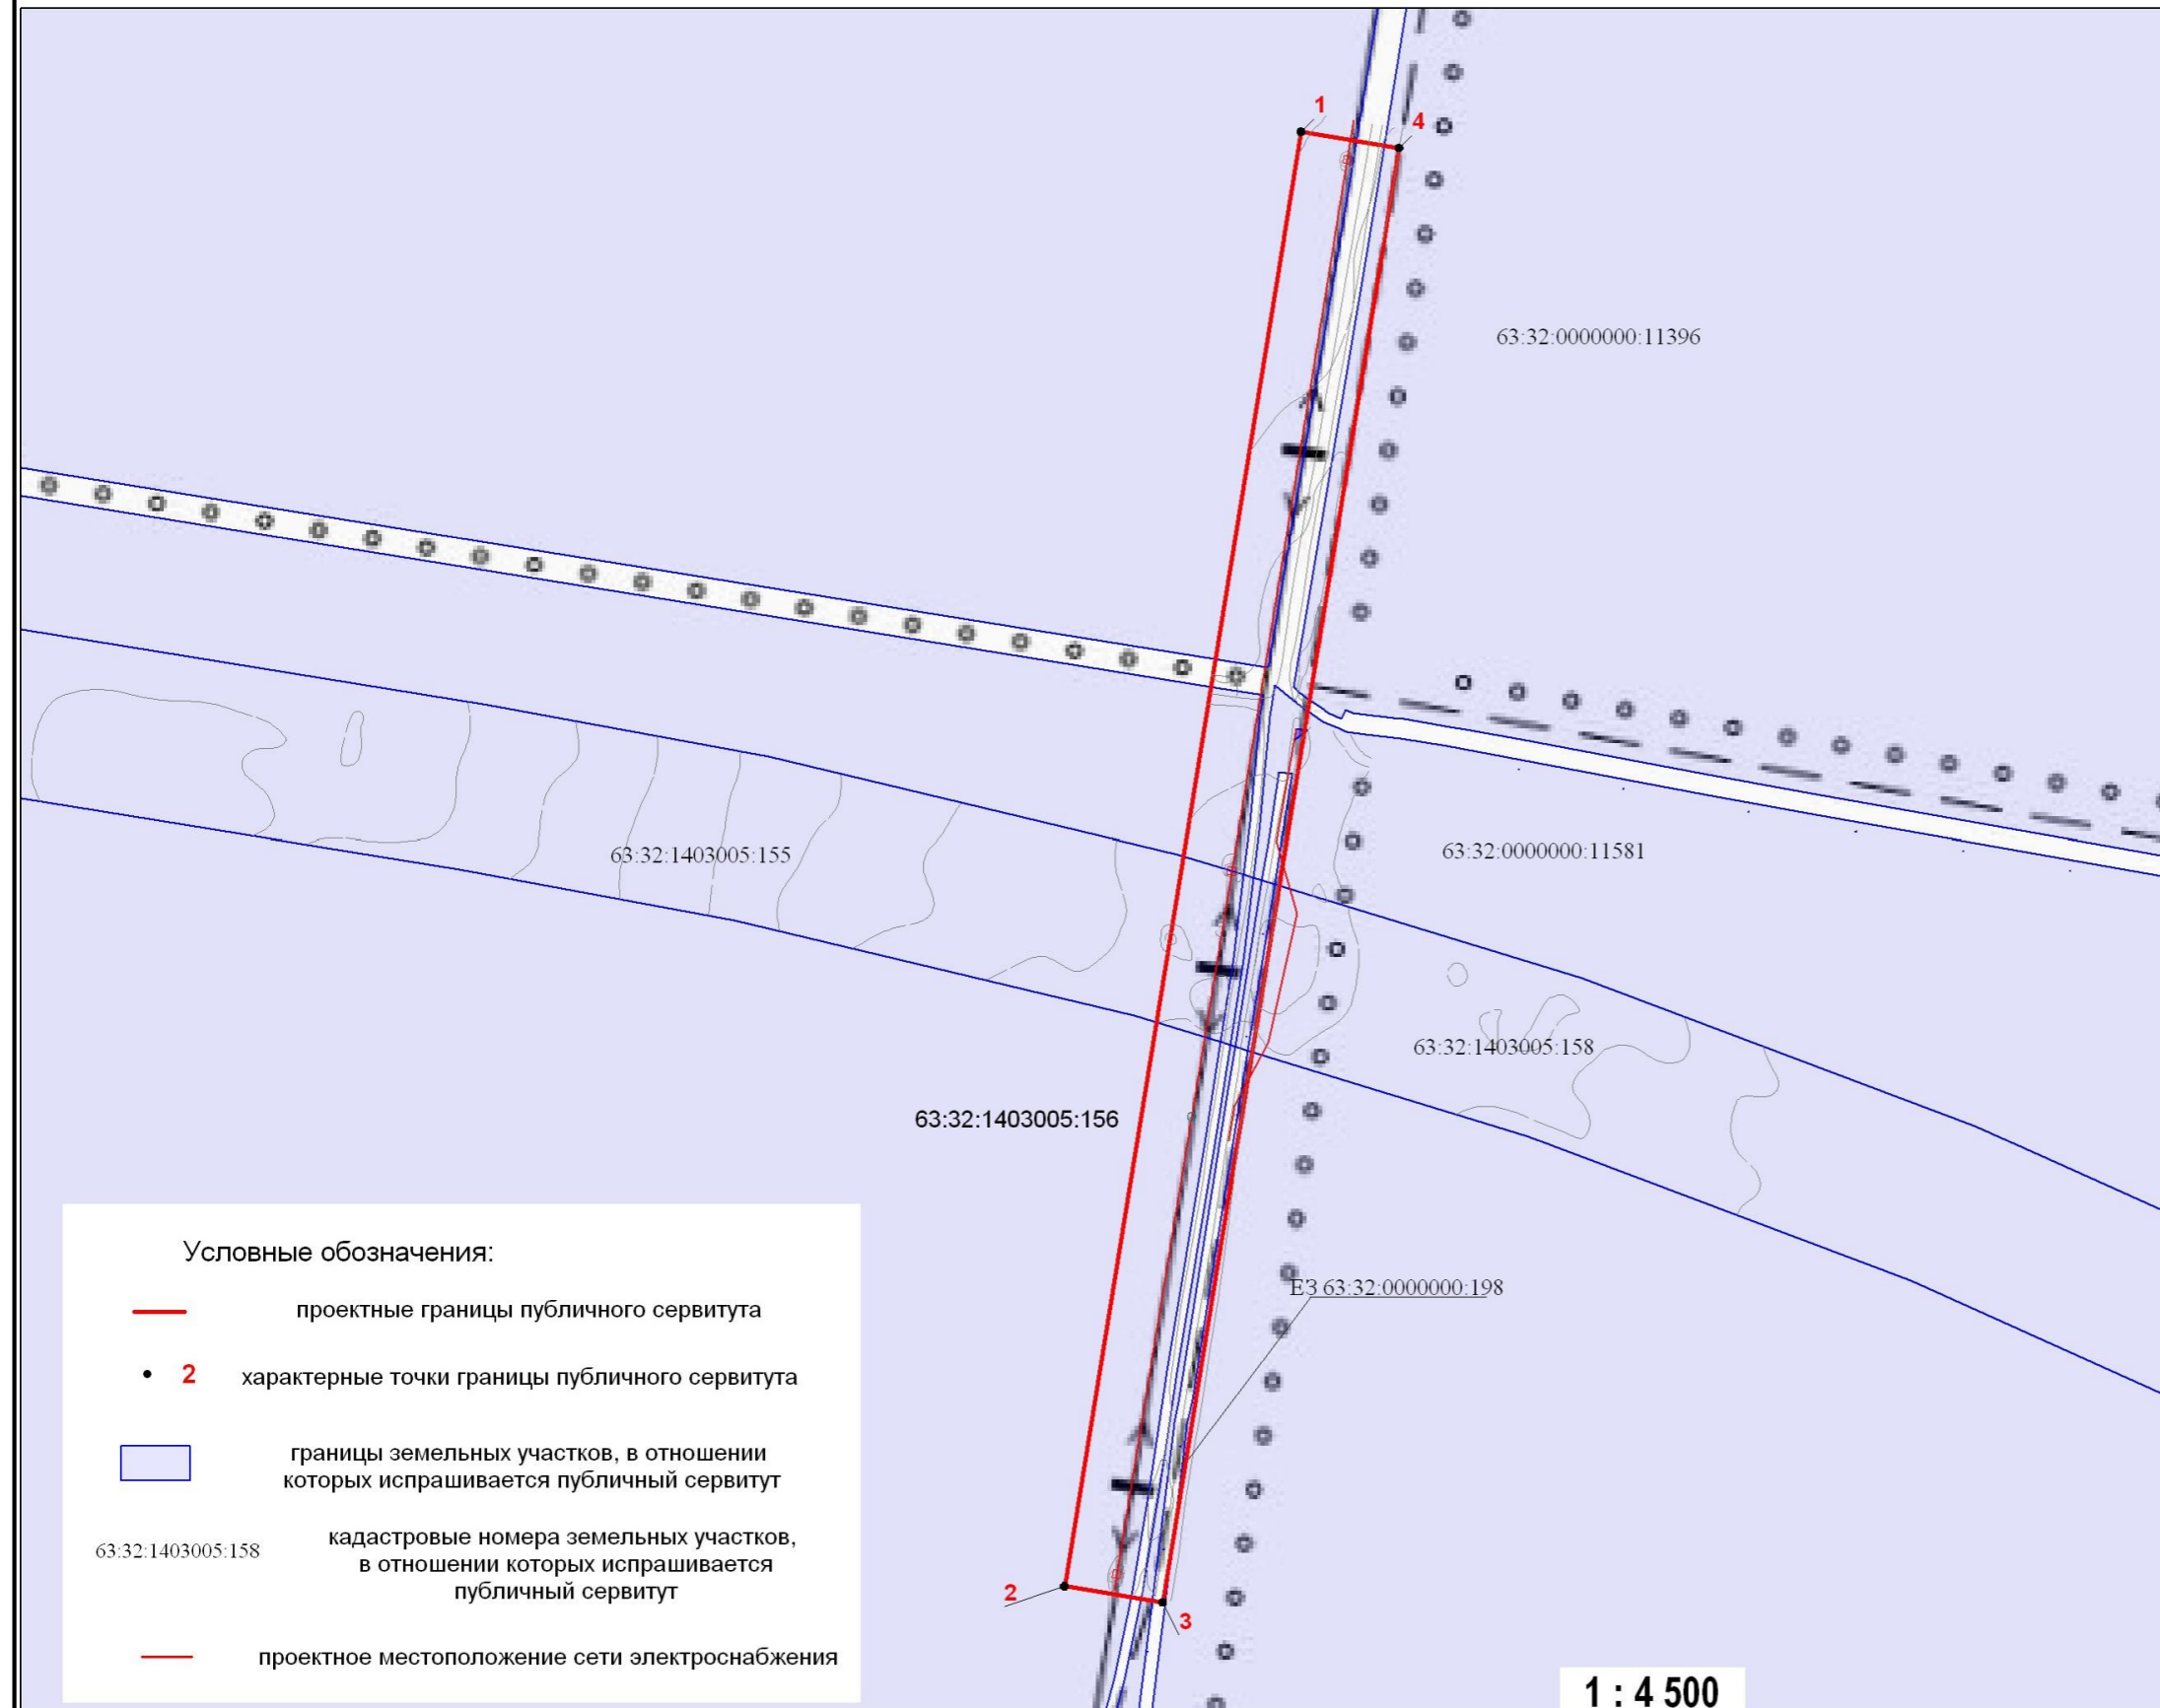 1
4
63:32:0000000:11396
63:32:1403005:155
63:32:0000000:11581
63:32:1403005:158
63:32:1403005:156
ЕЗ 63:32:0000000:198
Условные обозначения:
проектные границы публичного сервитута
2 характерные точки границы публичного сервитута
границы земельных участков, в отношении
которых испрашивается публичный сервитут
63:32:1403005:158
кадастровые номера земельных участков,
в отношении которых испрашивается
публичный сервитут
проектное местоположение сети электроснабжения
2
3
1 : 4 500